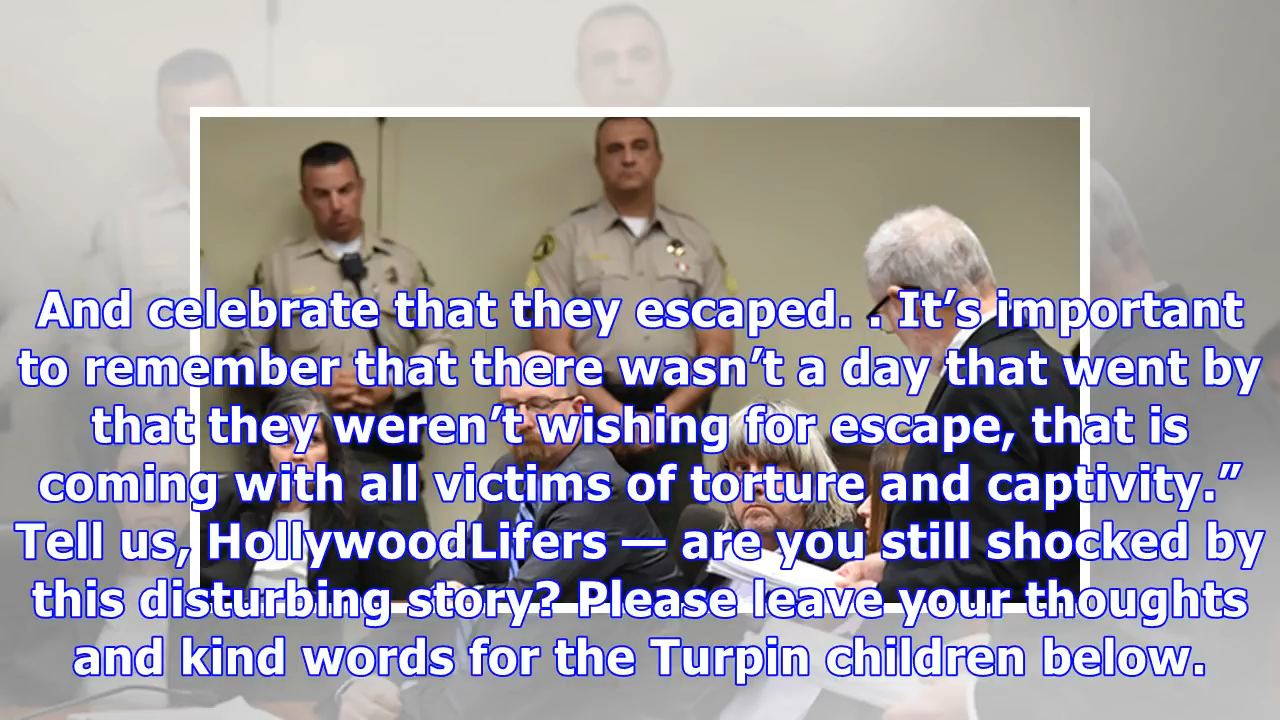 And celebrate that they escaped. . It’s important
to remember that there wasn’t a day that went by
that they weren’t wishing for escape, that is
coming with all victims of torture and captivity.”
Tell us, HollywoodLifers — are you still shocked by
this disturbing story? Please leave your thoughts
and kind words for the Turpin children below.